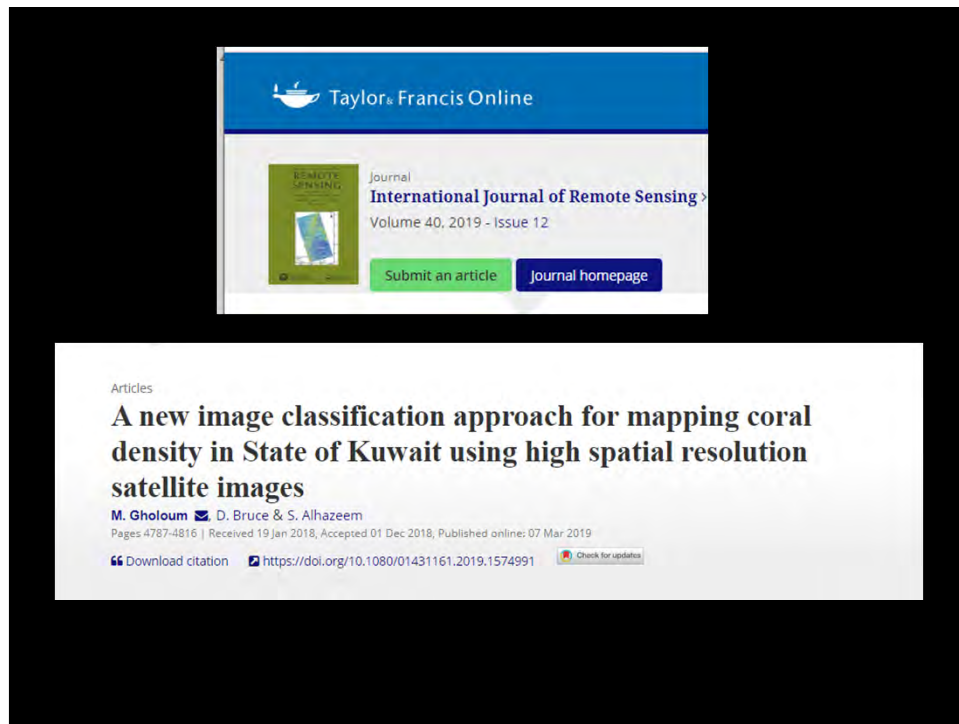 Taylor & Francis Online
REMOTE
SENSING
Journal
International Journal of Remote Sensing >
Volume 40, 2019 - Issue 12
Submit an article
Journal homepage
Articles
A new image classification approach for mapping coral
density in State of Kuwait using high spatial resolution
satellite images
M. Gholoum, D. Bruce & S. Alhazeem
Pages 4787-4816 | Received 19 Jan 2018, Accepted 01 Dec 2018, Published online: 07 Mar 2019
Download citation https://doi.org/10.1080/01431161.2019.1574991 Check for updates